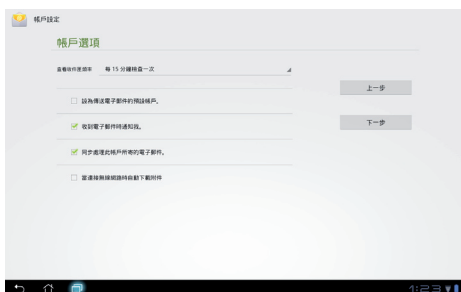 帳戶設定
帳戶選項
查看收件匣頻率 每 15 分鐘檢查一次
上一步
設為傳送電子郵件的預設帳戶。
收到電子郵件時通知我。
下一步
同步處理此帳戶所寄的電子郵件。
當連接無線網路時自動下載附件
1:23